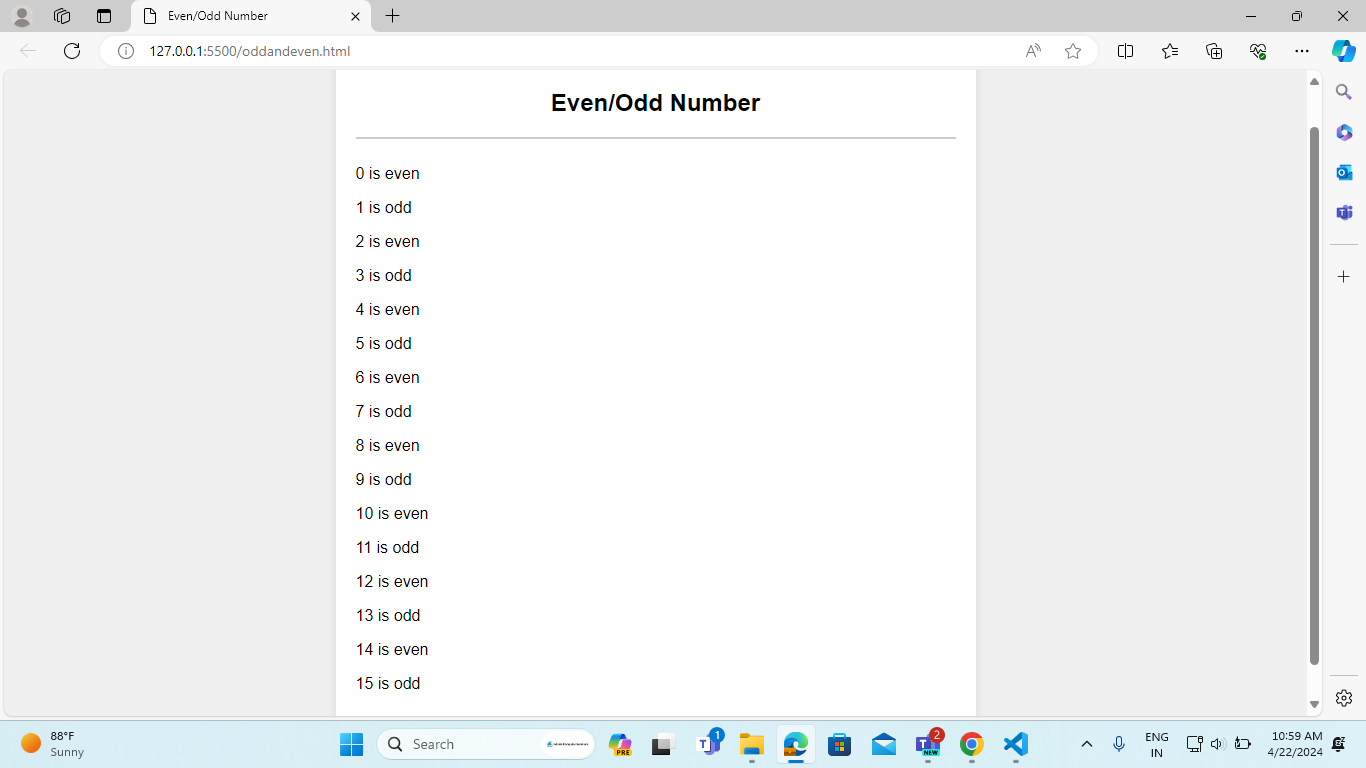 Even/Odd Number
127.0.0.1:5500/oddandeven.html
Even/Odd Number
0 is even
1 is odd
2 is even
3 is odd
4 is even
5 is odd
6 is even
7 is odd
8 is even
9 is odd
10 is even
11 is odd
12 is even
13 is odd
14 is even
15 is odd
88°F
Sunny
Search
PRE
T 1
2
NEW
ENG
IN
10:59 AM
4/22/2024